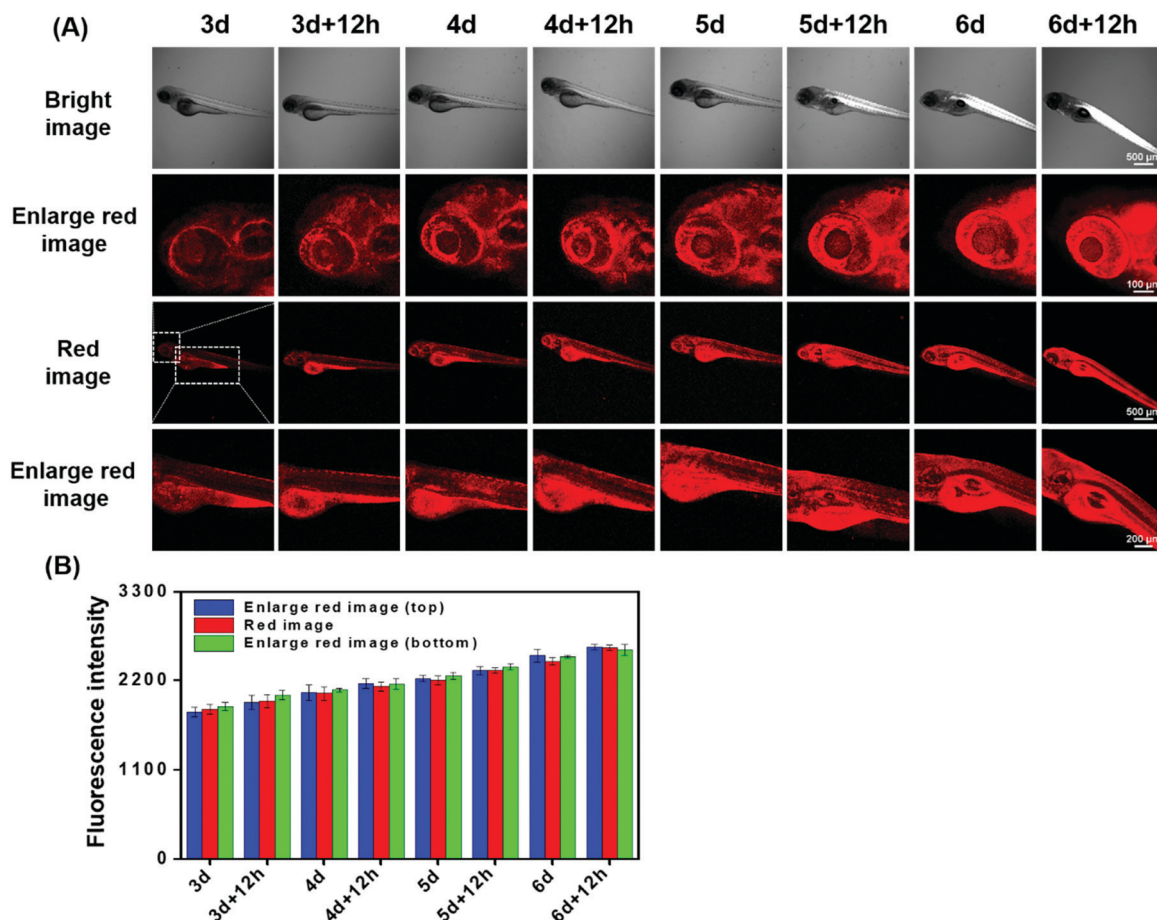 (A)
3d 3d+12h 4d 4d+12h 5d 5d+12h 6d 6d+12h
Bright
image
500 µm
Enlarge red
image
100 µm
Red
image
500 µm
Enlarge red
image
200 µm
(B)
Fluorescence intensity
3300
2200
1100
0
Enlarge red image (top)
Red image
Enlarge red image (bottom)
3d 3d+12h 4d 4d+12h 5d 5d+12h 6d 6d+12h